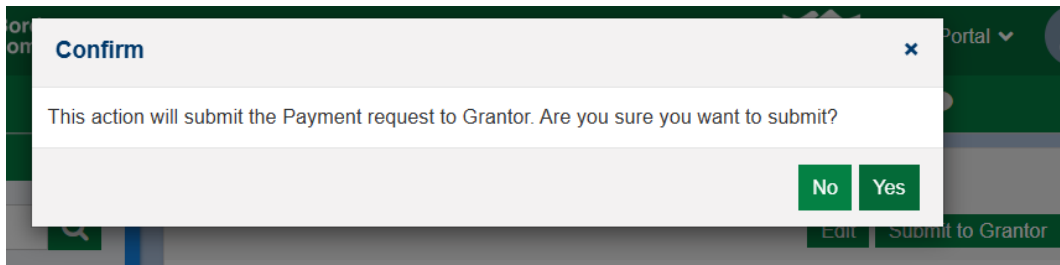 Portal
Confirm
×
This action will submit the Payment request to Grantor. Are you sure you want to submit?
No Yes
Edit Submit to Grantor